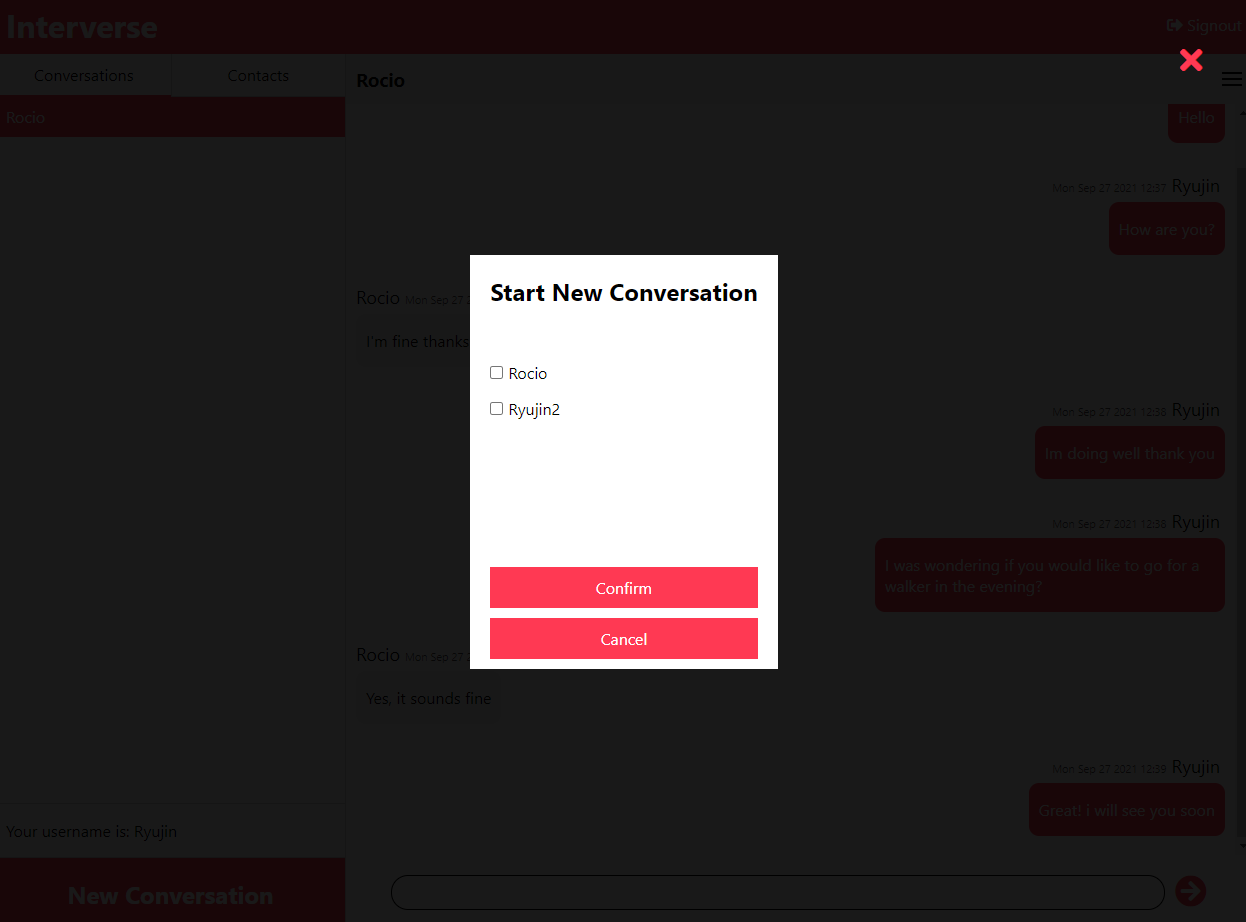 Interverse
Signout
Conversations
Contacts
Rocio
Rocio
Hello
Mon Sep 27 2021 12:37 Ryujin
How are you?
Rocio Mon Sep 27
I'm fine thanks
Mon Sep 27 2021 12:38 Ryujin
Im doing well thank you
Mon Sep 27 2021 12:38 Ryujin
I was wondering if you would like to go for a
walker in the evening?
Rocio Mon Sep 27
Yes, it sounds fine
Mon Sep 27 2021 12:39 Ryujin
Great! i will see you soon
Your username is: Ryujin
New Conversation
Start New Conversation
Rocio
Ryujin2
Confirm
Cancel